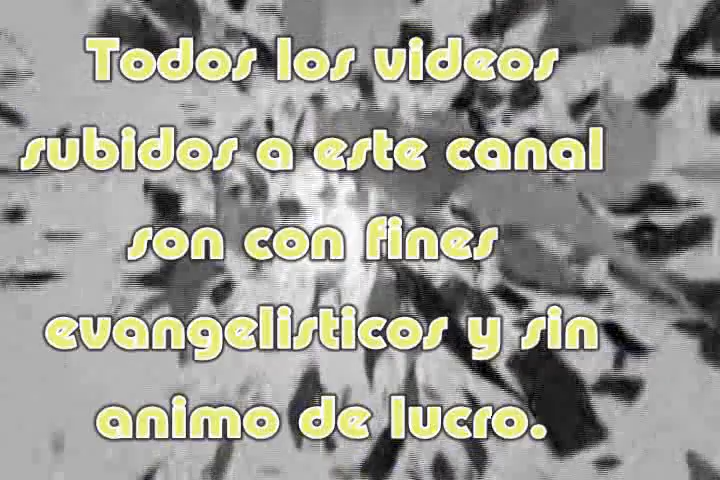 Todos los videos
subidos a este canal
son con fines
evangelisticos y sin
animo de lucro.